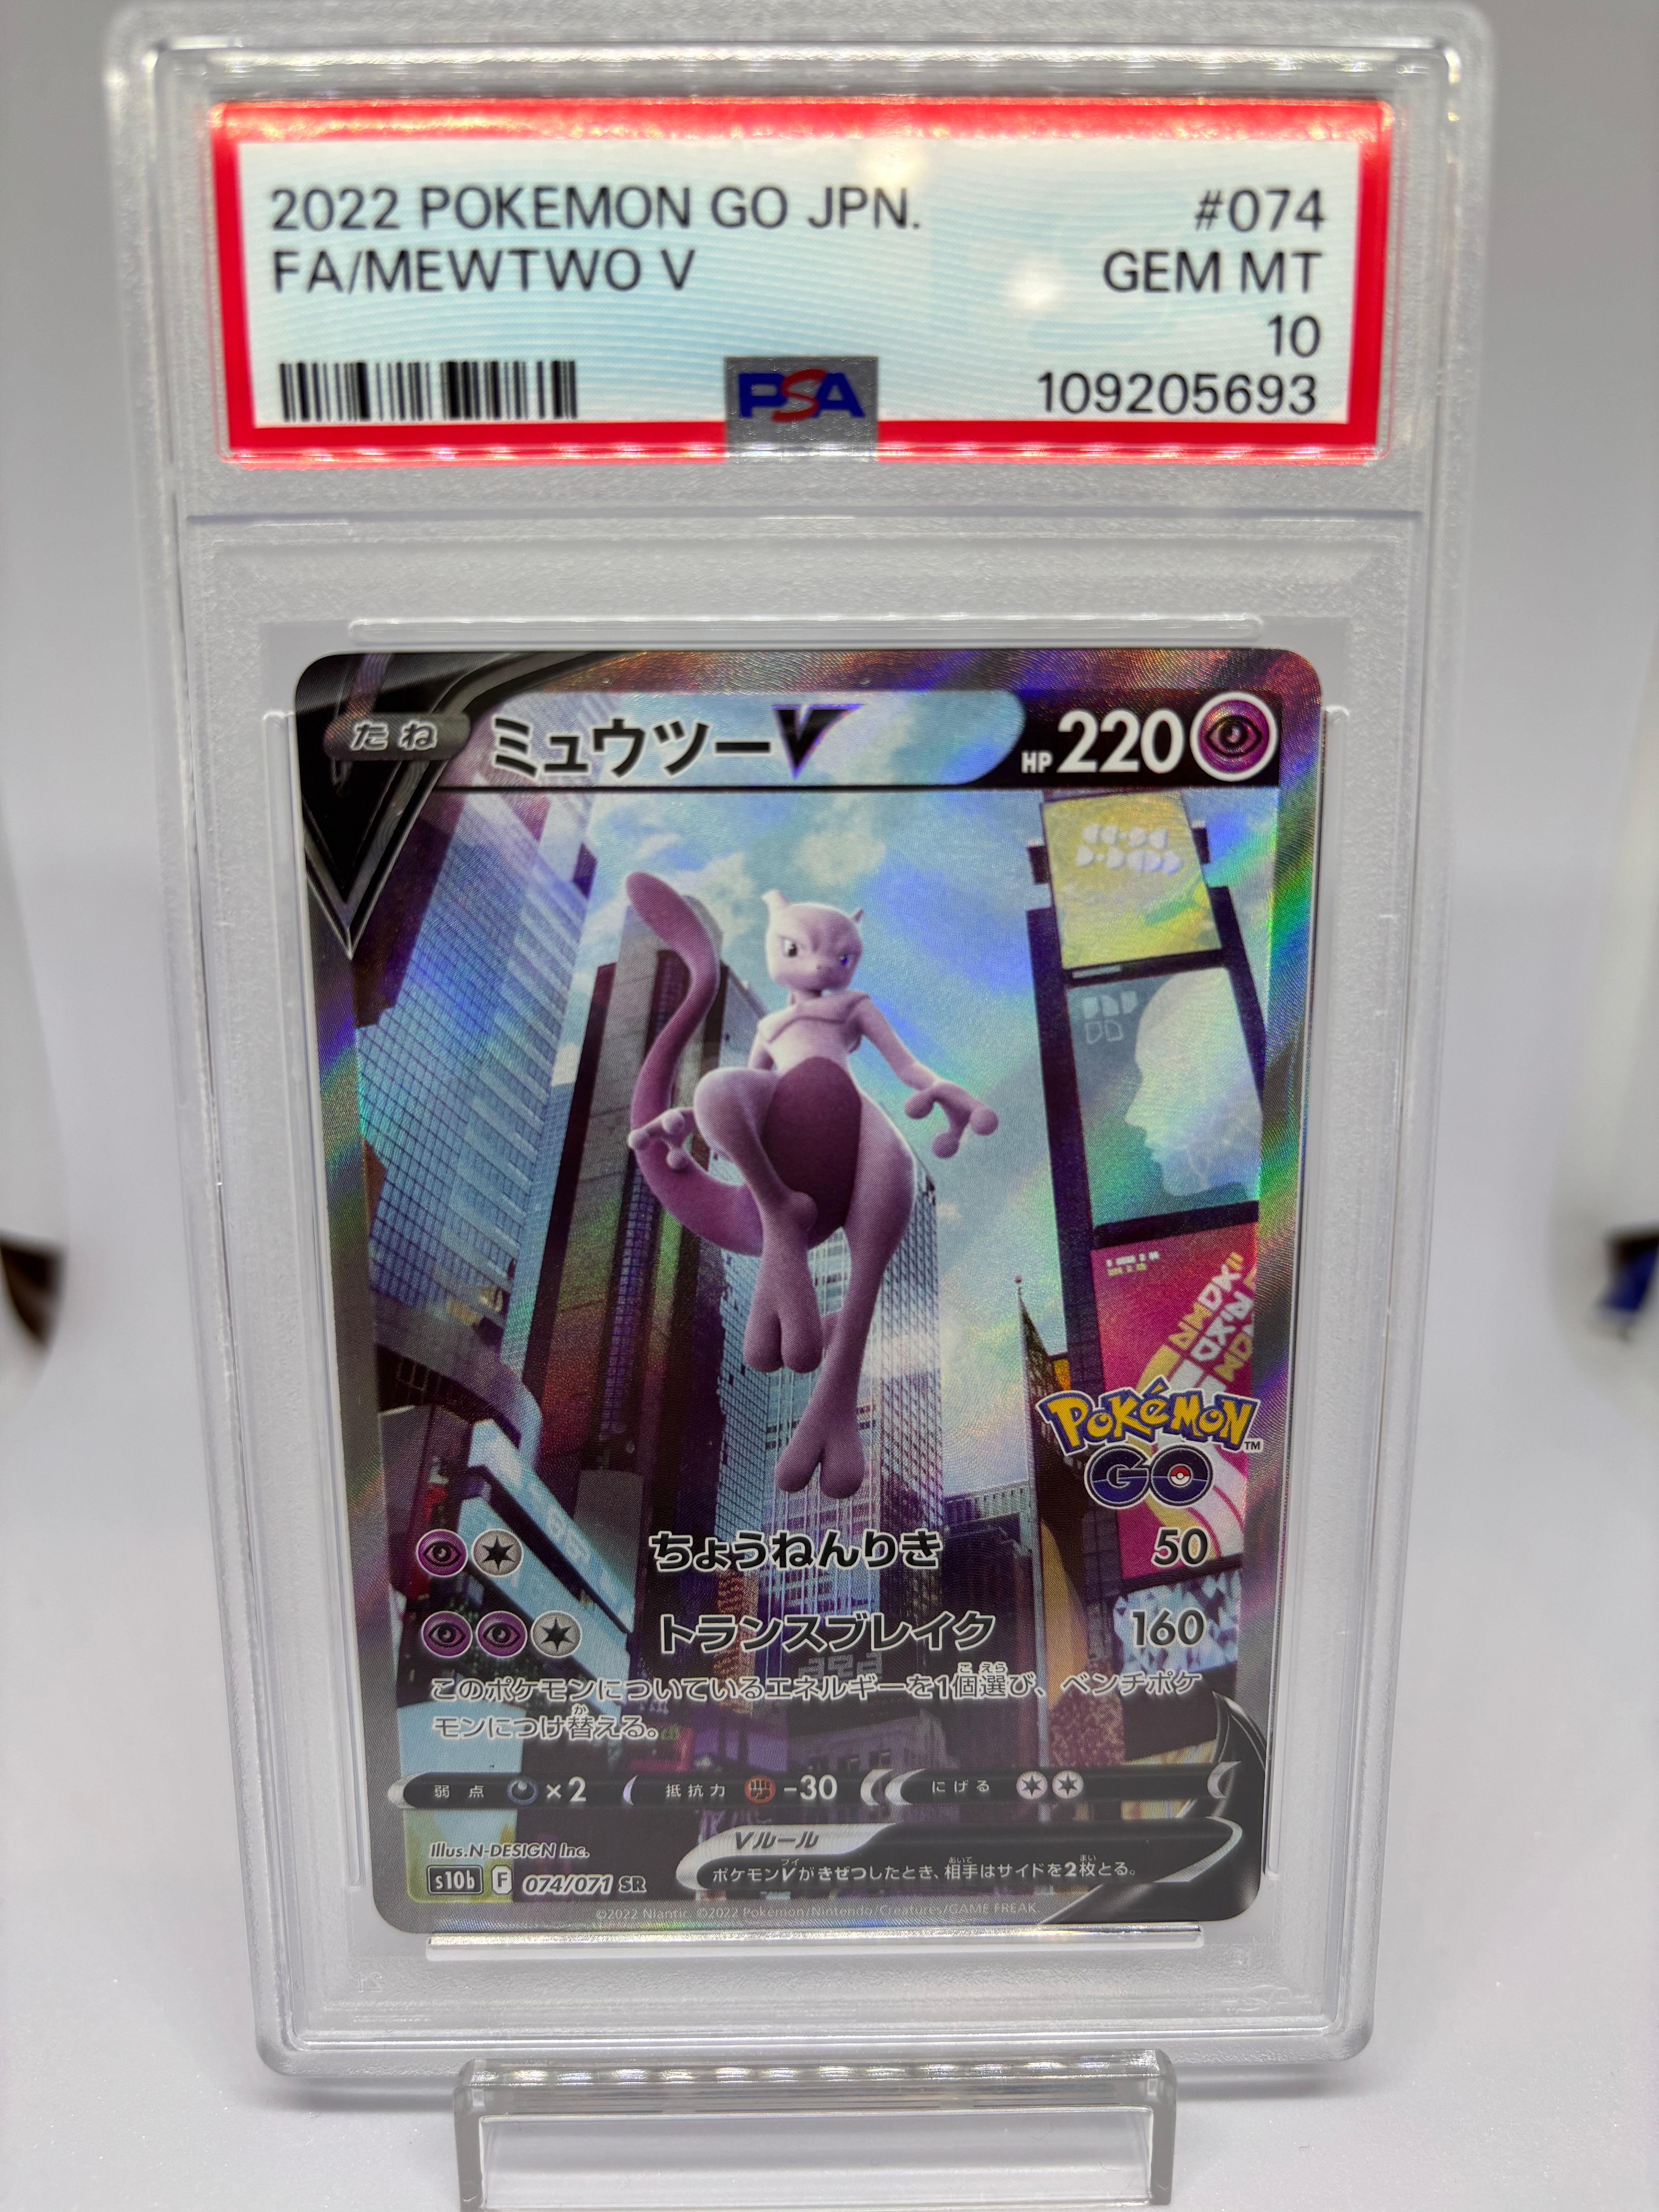 2022 POKEMON GO JPN. #074
FA/MEWTWO V GEM MT
10
PSA 109205693
たね ミュウツーV HP 220
POKéMON™
GO
ちょうねんりき 50
トランスブレイク 160
このポケモンについているエネルギーを1個選び、ベンチポケ
モンにつけ替える。
弱点 ×2 抵抗力 -30 にげる
Illus. N-DESIGN Inc.
Vルール
ポケモンVがきぜつしたとき、相手はサイドを2枚とる。
s10b F 074/071 SR
©2022 Niantic. ©2022 Pokémon/Nintendo/Creatures/GAME FREAK.